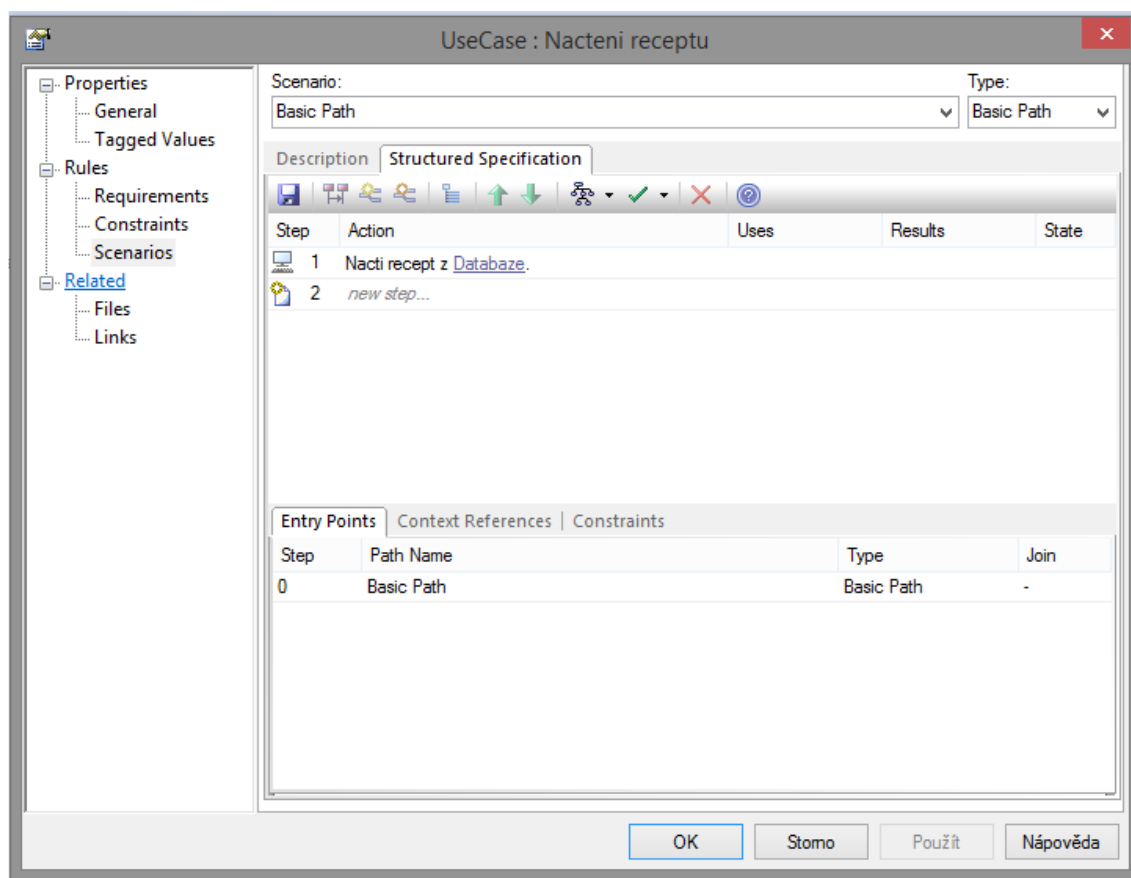 UseCase : Nacteni receptu
Properties
General
Tagged Values
Rules
Requirements
Constraints
Scenarios
Related
Files
Links
Scenario: Type:
Basic Path Basic Path
Description Structured Specification
Step Action Uses Results State
1 Nacti recept z Databaze.
2 new step...
Entry Points Context References | Constraints
Step Path Name Type Join
0 Basic Path Basic Path -
OK Storno Použít Nápověda